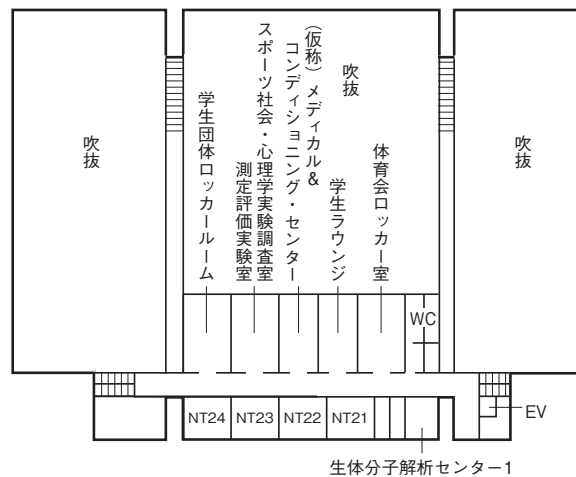 吹抜
学生団体ロッカールーム
スポーツ社会・心理学実験調査室
測定評価実験室
(仮称)メディカル&
コンディショニング・センター
吹抜
学生ラウンジ
体育会ロッカー室
吹抜
WC
NT24
NT23
NT22
NT21
EV
生体分子解析センター1